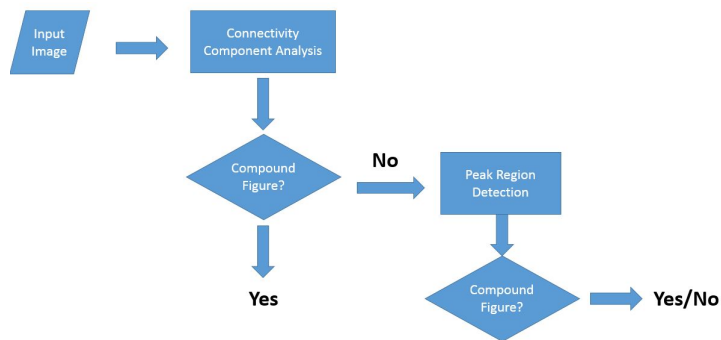 Input
Image
Connectivity
Component Analysis
Compound
Figure?
No
Peak Region
Detection
Yes
Compound
Figure?
Yes/No